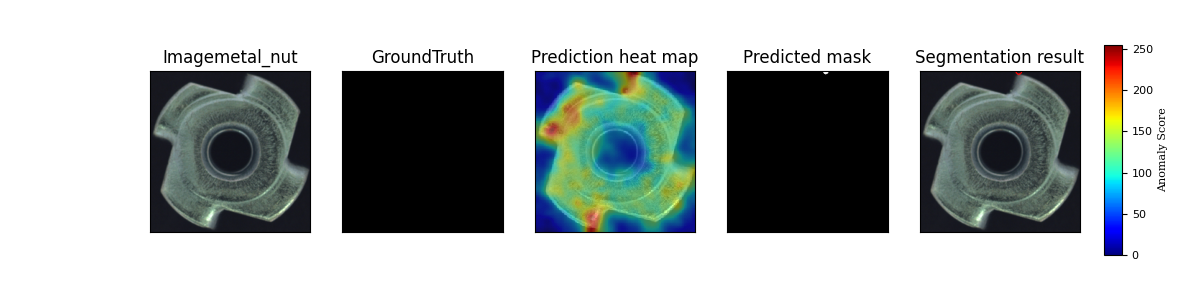 Imagemetal_nut
GroundTruth
Prediction heat map
Predicted mask
Segmentation result
250
200
150
100
50
0
Anomaly Score